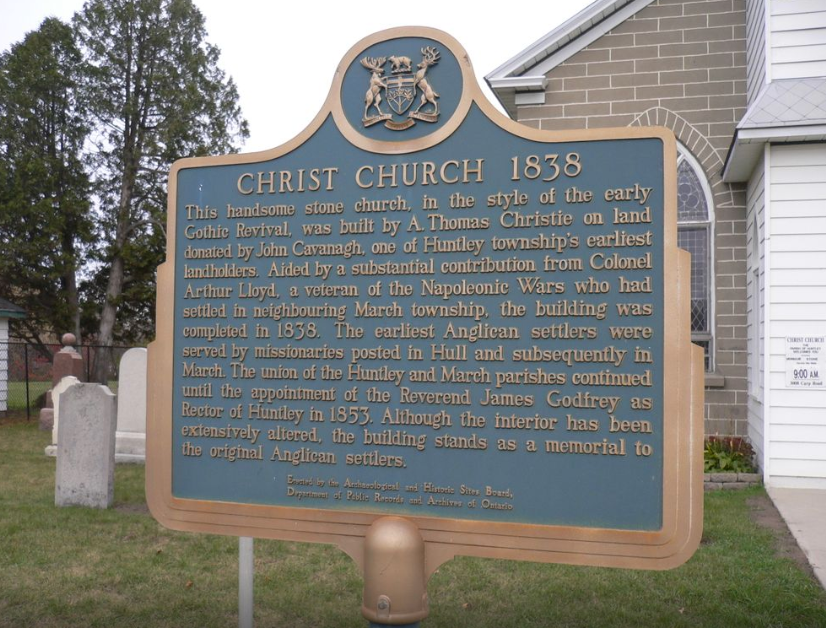 CHRIST CHURCH 1838
This handsome stone church, in the style of the early
Gothic Revival, was built by A. Thomas Christie on land
donated by John Cavanagh, one of Huntley township's earliest
landholders. Aided by a substantial contribution from Colonel
Arthur Lloyd, a veteran of the Napoleonic Wars who had
settled in neighbouring March township, the building was
completed in 1838. The earliest Anglican settlers were
served by missionaries posted in Hull and subsequently in
March. The union of the Huntley and March parishes continued
until the appointment of the Reverend James Godfrey as
Rector of Huntley in 1853. Although the interior has been
extensively altered, the building stands as a memorial to
the original Anglican settlers.
Erected by the Archaeological and Historic Sites Board,
Department of Public Records and Archives of Ontario
CHRIST CHURCH
WELCOMES YOU
9:00 AM